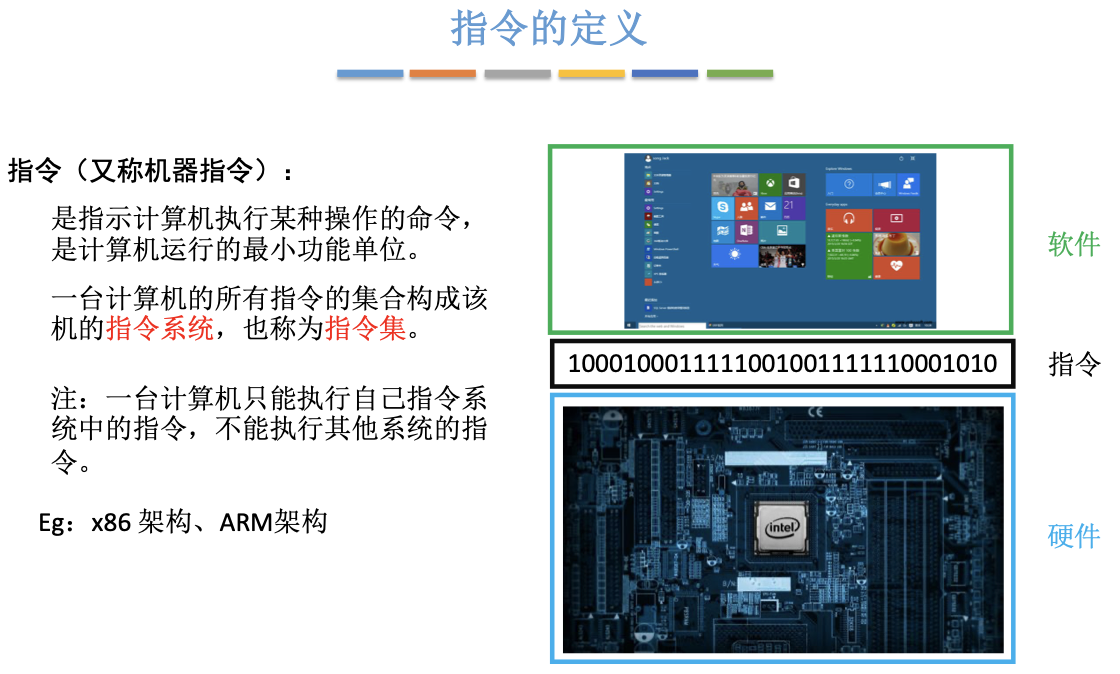 指令的定义
指令（又称机器指令）：
是指示计算机执行某种操作的命令，
是计算机运行的最小功能单位。
一台计算机的所有指令的集合构成该
机的指令系统，也称为指令集。
注：一台计算机只能执行自己指令系
统中的指令，不能执行其他系统的指
令。
Eg：x86 架构、ARM架构
软件
1000100011111001001111110001010
指令
intel
硬件